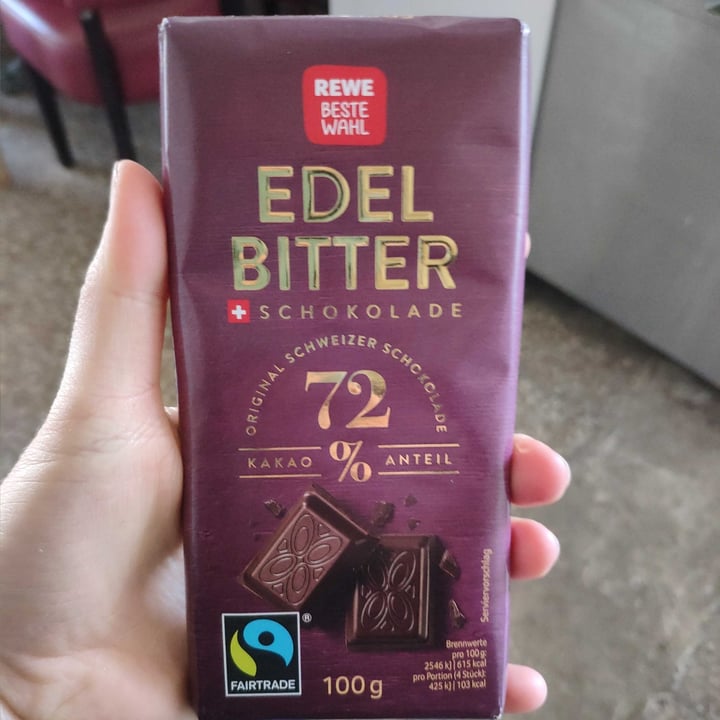 REWE
BESTE
WAHL
EDEL
BITTER
SCHOKOLADE
ORIGINAL SCHWEIZER SCHOKOLADE
72
%
KAKAO ANTEIL
Serviervorschlag
Brennwerte
pro 100 g:
2546 kJ | 615 kcal
pro Portion (4 Stück):
425 kJ | 103 kcal
®
FAIRTRADE
100 g